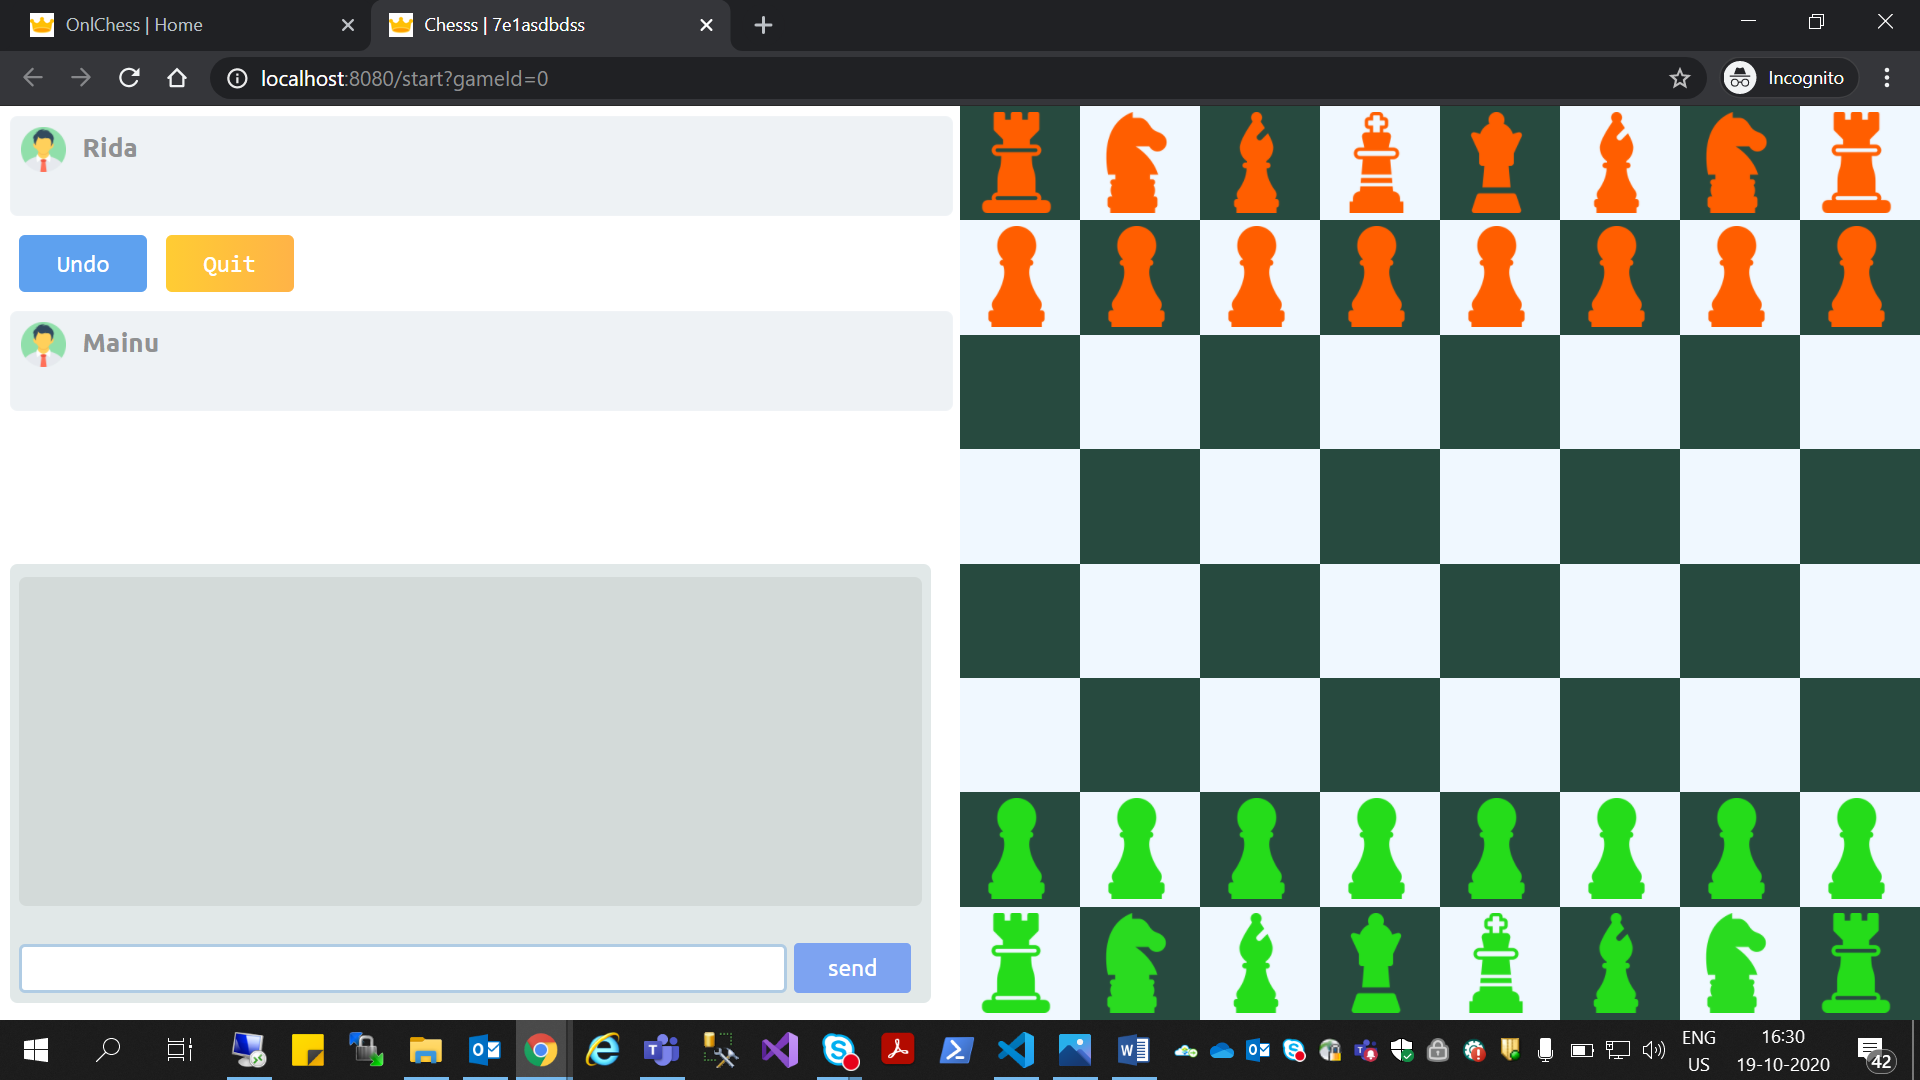 OnlChess | Home
Chesss | 7e1asdbdss
localhost:8080/start?gameId=0
Incognito
Rida
Undo
Quit
Mainu
send
ENG
US
16:30
19-10-2020
42